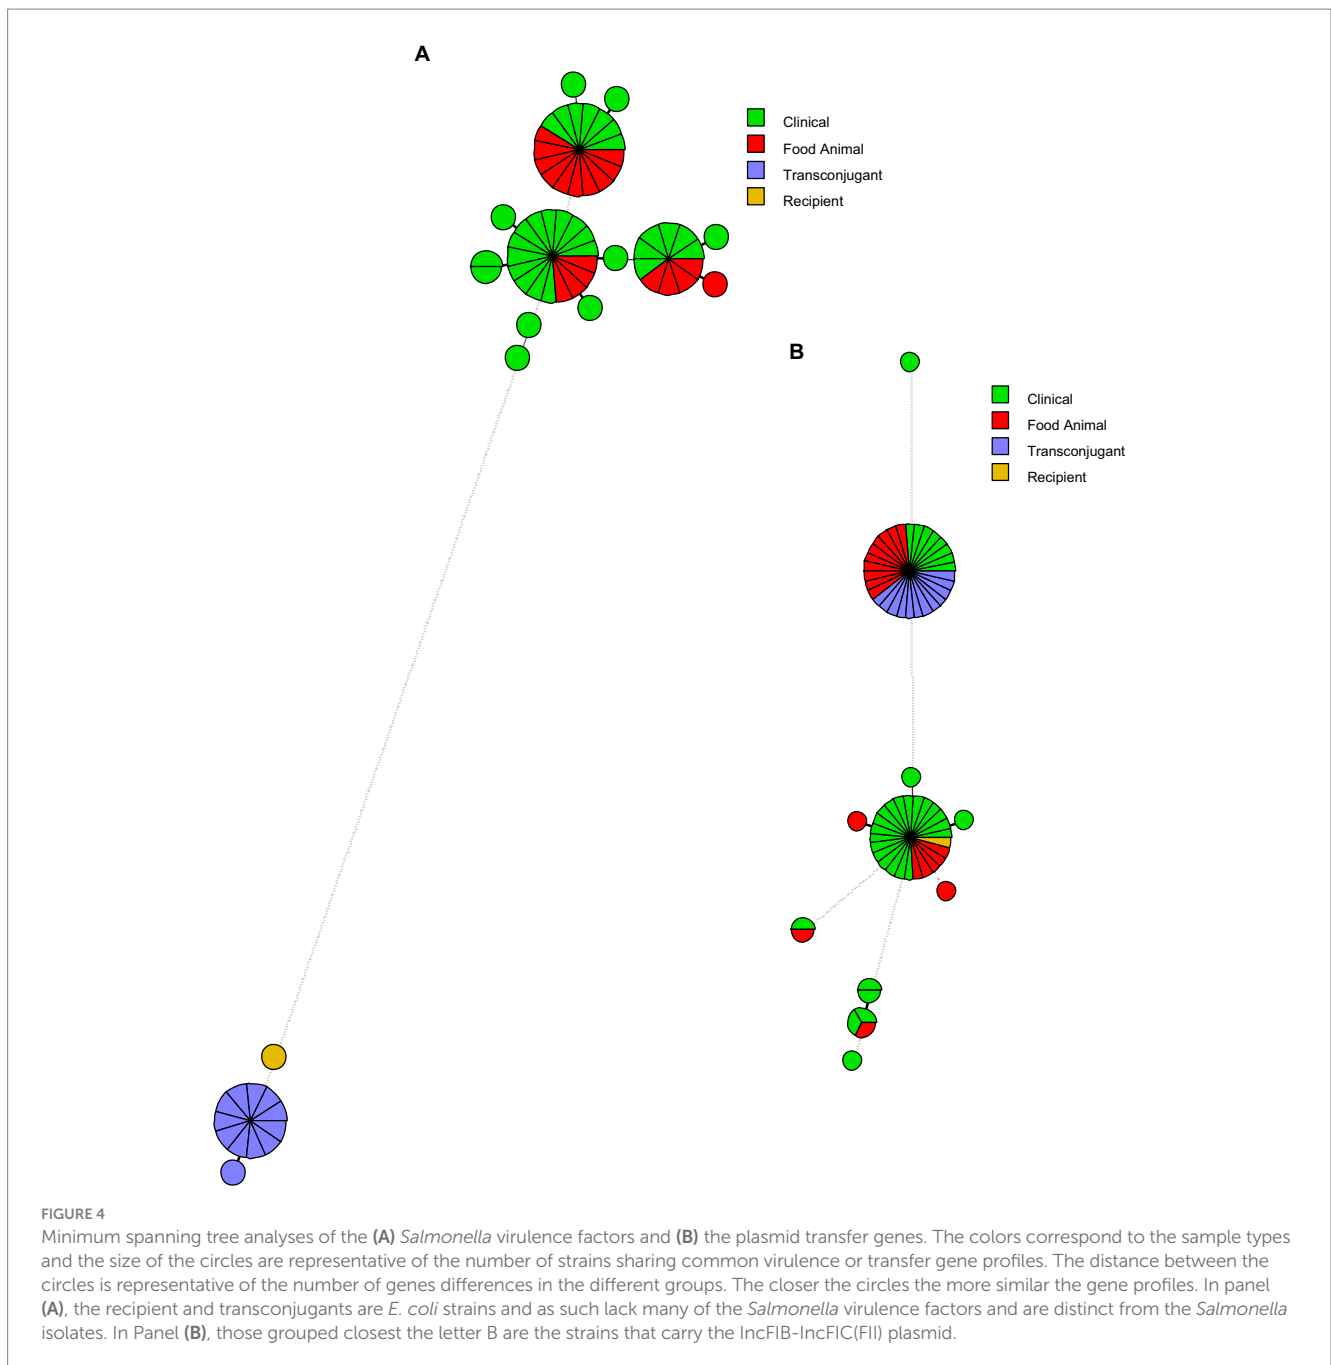 A
Clinical
Food Animal
Transconjugant
Recipient
B
Clinical
Food Animal
Transconjugant
Recipient
FIGURE 4
Minimum spanning tree analyses of the (A) Salmonella virulence factors and (B) the plasmid transfer genes. The colors correspond to the sample types
and the size of the circles are representative of the number of strains sharing common virulence or transfer gene profiles. The distance between the
circles is representative of the number of genes differences in the different groups. The closer the circles the more similar the gene profiles. In panel
(A), the recipient and transconjugants are E. coli strains and as such lack many of the Salmonella virulence factors and are distinct from the Salmonella
isolates. In Panel (B), those grouped closest the letter B are the strains that carry the IncFIB-IncFIC(FII) plasmid.